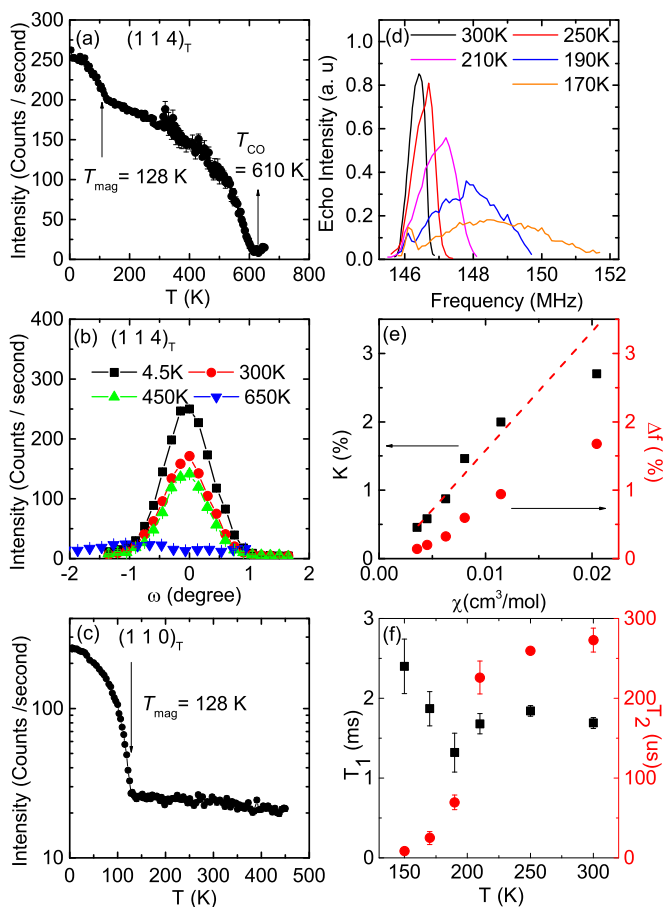 (a) (1 1 4)T
Intensity (Counts / second)
300
250
200
150
100
50
0
Tmag= 128 K
TCO
= 610 K
0 200 400 600 800
T (K)
(b) (1 1 4)T
Intensity (Counts / second)
400
300
200
100
0
4.5K 300K
450K 650K
-2 -1 0 1 2
ω (degree)
(c) (1 1 0)T
Intensity (Counts /second)
100
10
Tmag= 128 K
0 100 200 300 400 500
T (K)
(d)
Echo Intensity (a. u)
1.0
0.8
0.6
0.4
0.2
0.0
300K 250K
210K 190K
170K
146 148 150 152
Frequency (MHz)
(e)
K (%)
3
2
1
0
Δf ( %)
3
2
1
0
0.00 0.01 0.02
χ(cm³/mol)
(f)
T1 (ms)
3
2
1
0
T2 (us)
300
200
100
0
150 200 250 300
T (K)